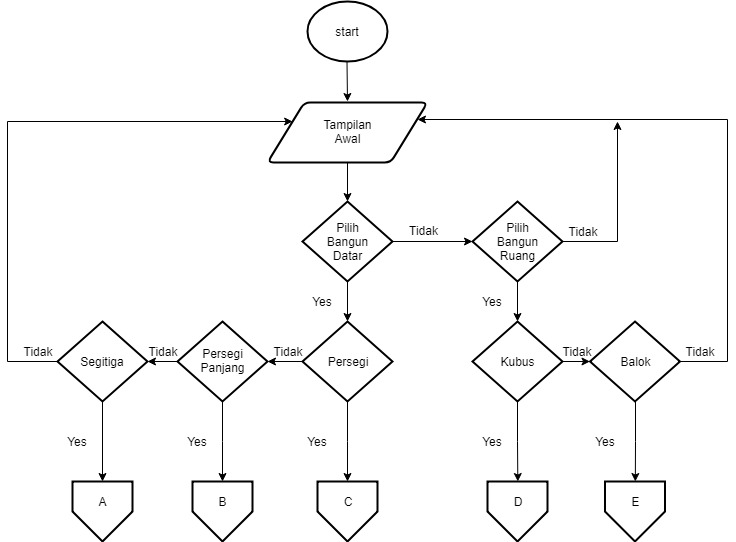 start
Tampilan
Awal
Pilih
Bangun
Datar
Tidak
Pilih
Bangun
Ruang
Tidak
Yes
Yes
Segitiga
Tidak
Tidak
Persegi
Panjang
Tidak
Persegi
Kubus
Tidak
Balok
Tidak
Yes
Yes
Yes
Yes
Yes
A
B
C
D
E